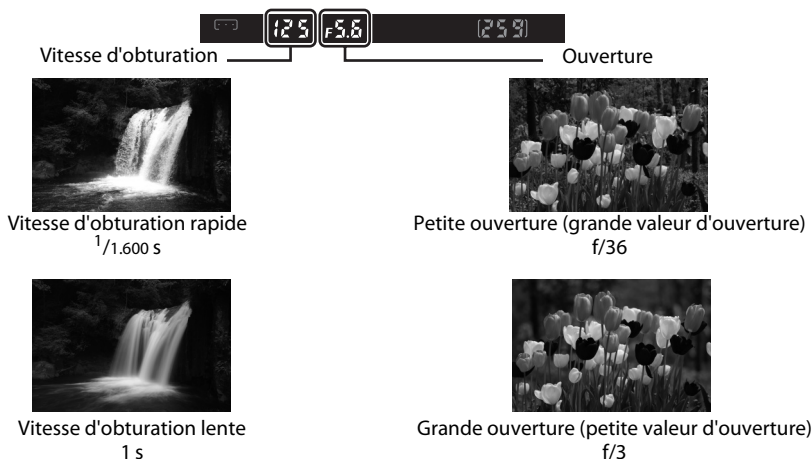 125 F5.6 [259]
Vitesse d'obturation Ouverture
Vitesse d'obturation rapide
1/1.600 s
Petite ouverture (grande valeur d'ouverture)
f/36
Vitesse d'obturation lente
1 s
Grande ouverture (petite valeur d'ouverture)
f/3